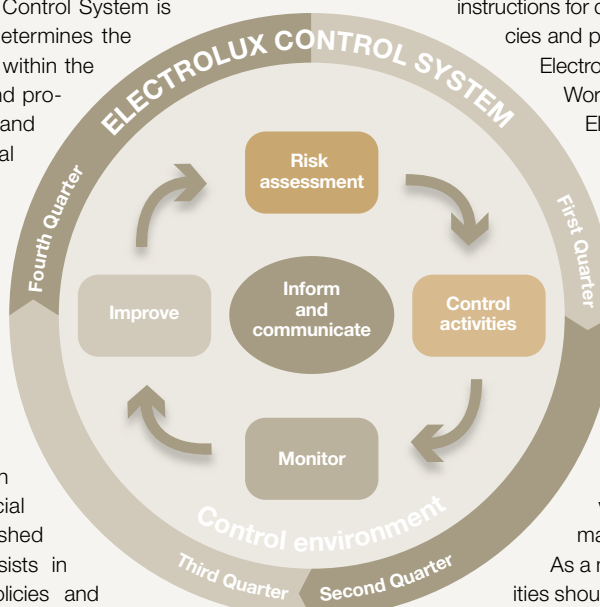 Control System is
etermines the
within the
nd pro-
and
al
instructions for c
cies and p
Electro
Wor
El
ELECTROLUX CONTROL SYSTEM
Fourth Quarter
First Quarter
Risk
assessment
Improve
Inform
and
communicate
Control
activities
Monitor
Control environment
Third Quarter
Second Quarter
n
cial
shed
sists in
olicies and
v
ma
As a r
ities shou